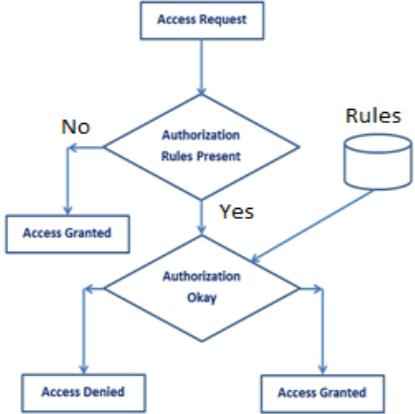 Access Request
No
Authorization
Rules Present
Rules
Yes
Access Granted
Authorization
Okay
Access Denied
Access Granted